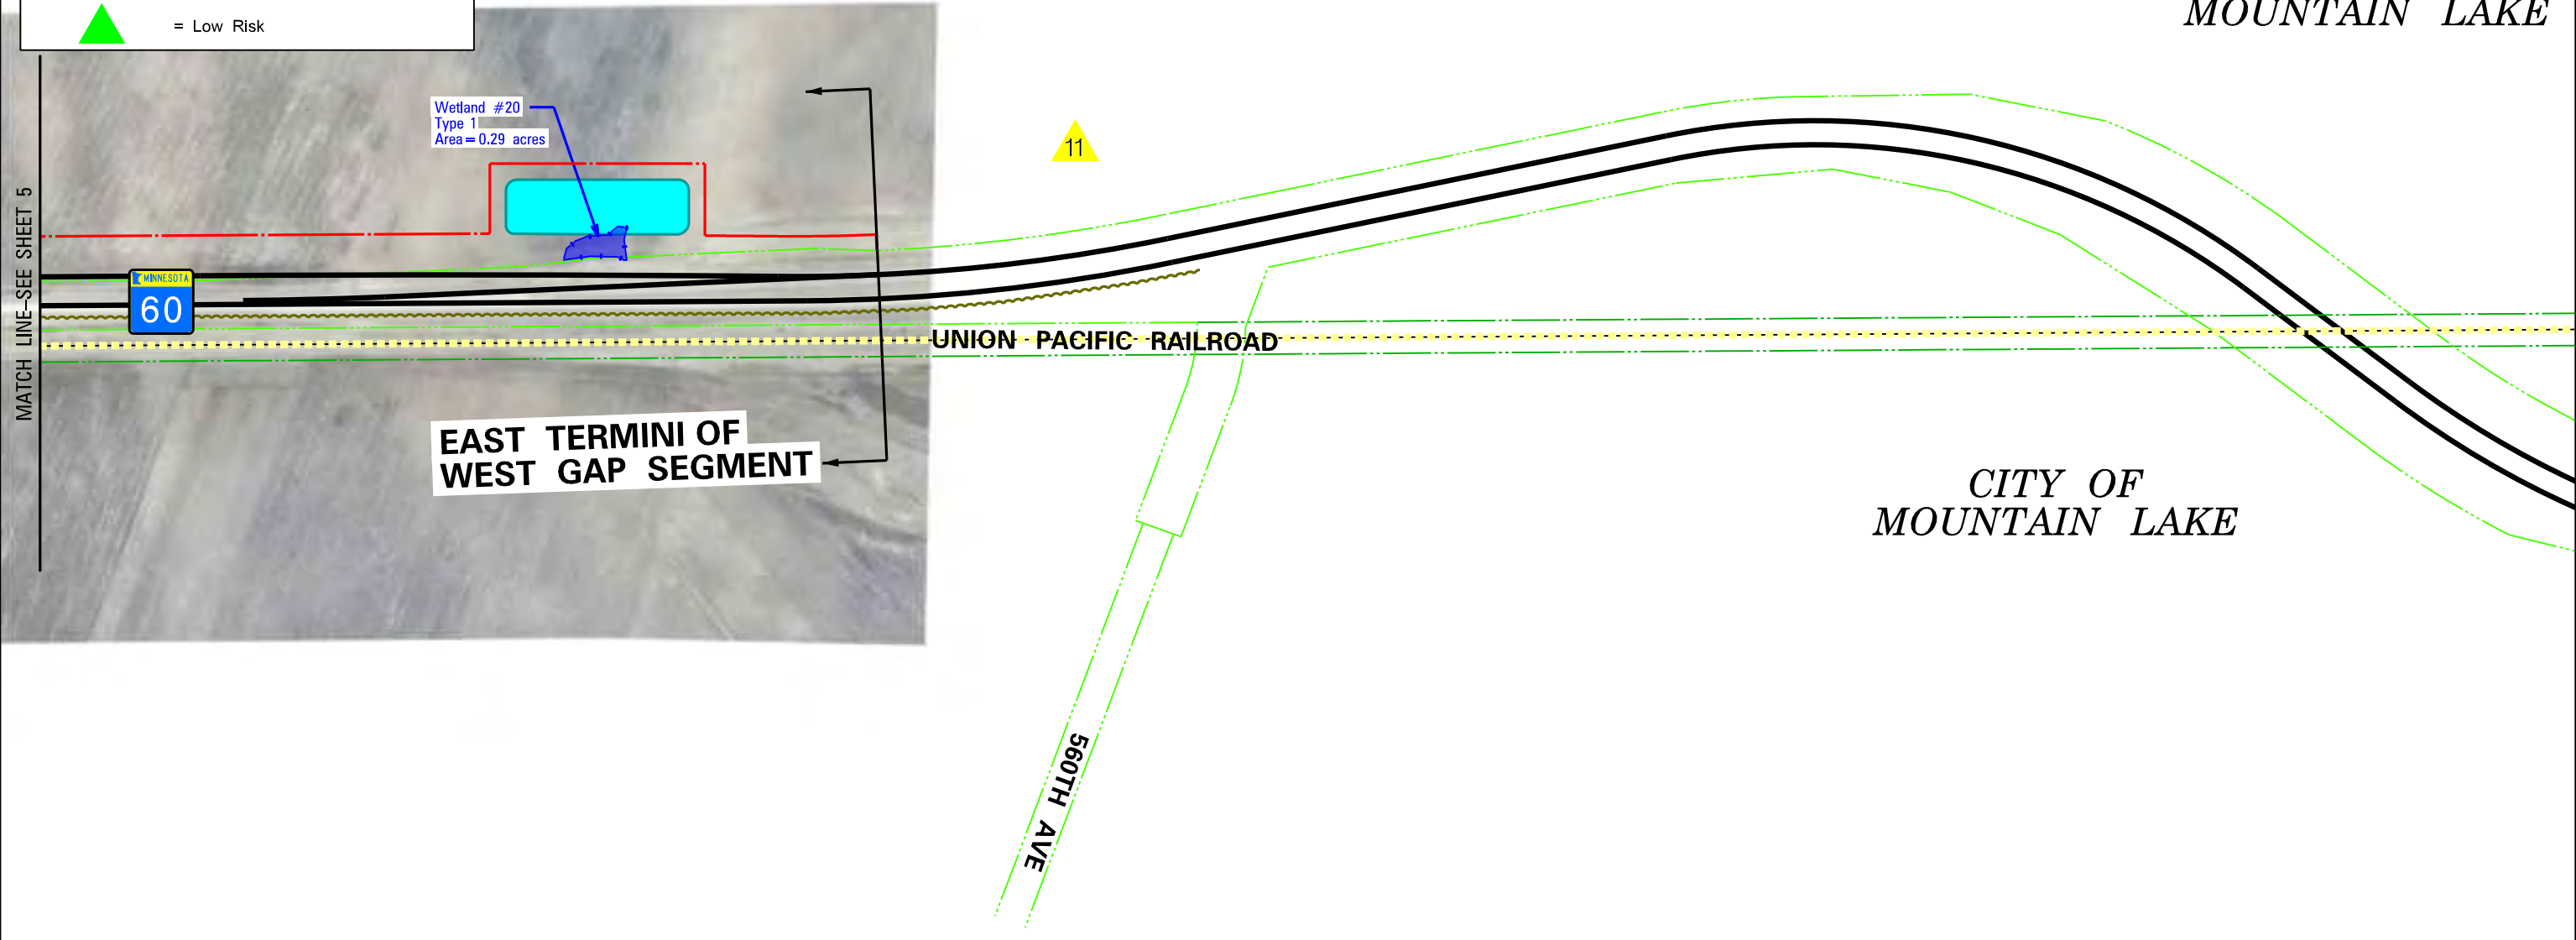 = Low Risk
MOUNTAIN LAKE
Wetland #20
Type 1
Area=0.29 acres
11
MATCH LINE-SEE SHEET 5
MINNESOTA
60
UNION PACIFIC RAILROAD
EAST TERMINI OF
WEST GAP SEGMENT
CITY OF
MOUNTAIN LAKE
560TH AVE